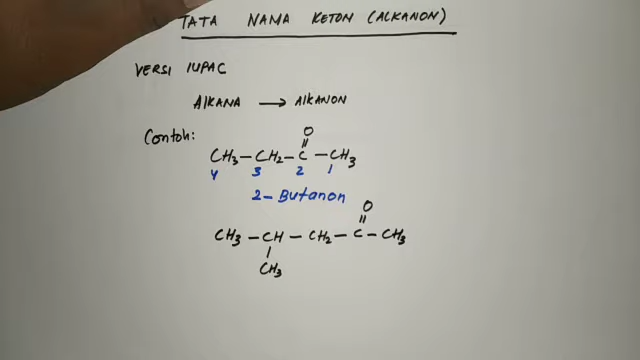 TATA NAMA KETON (ALKANON)
VERSI IUPAC
Alkana → Alkanon
Contoh:
O
CH3 – CH2 – C – CH3
4 3 2 1
2 – Butanon
O
CH3 – CH – CH2 – C – CH3
CH3